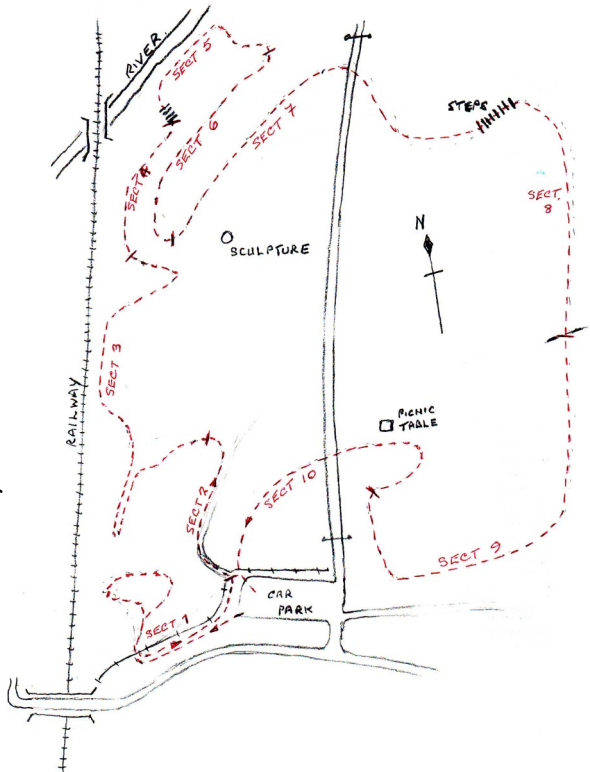 RIVER
SECT 5
SECT 6
SECT 7
STEPS
SECT 4
SECT.
8
N
SCULPTURE
SECT 3
RAILWAY
PICNIC
TABLE
SECT 2
SECT 10
SECT 9
CAR
PARK
SECT 1